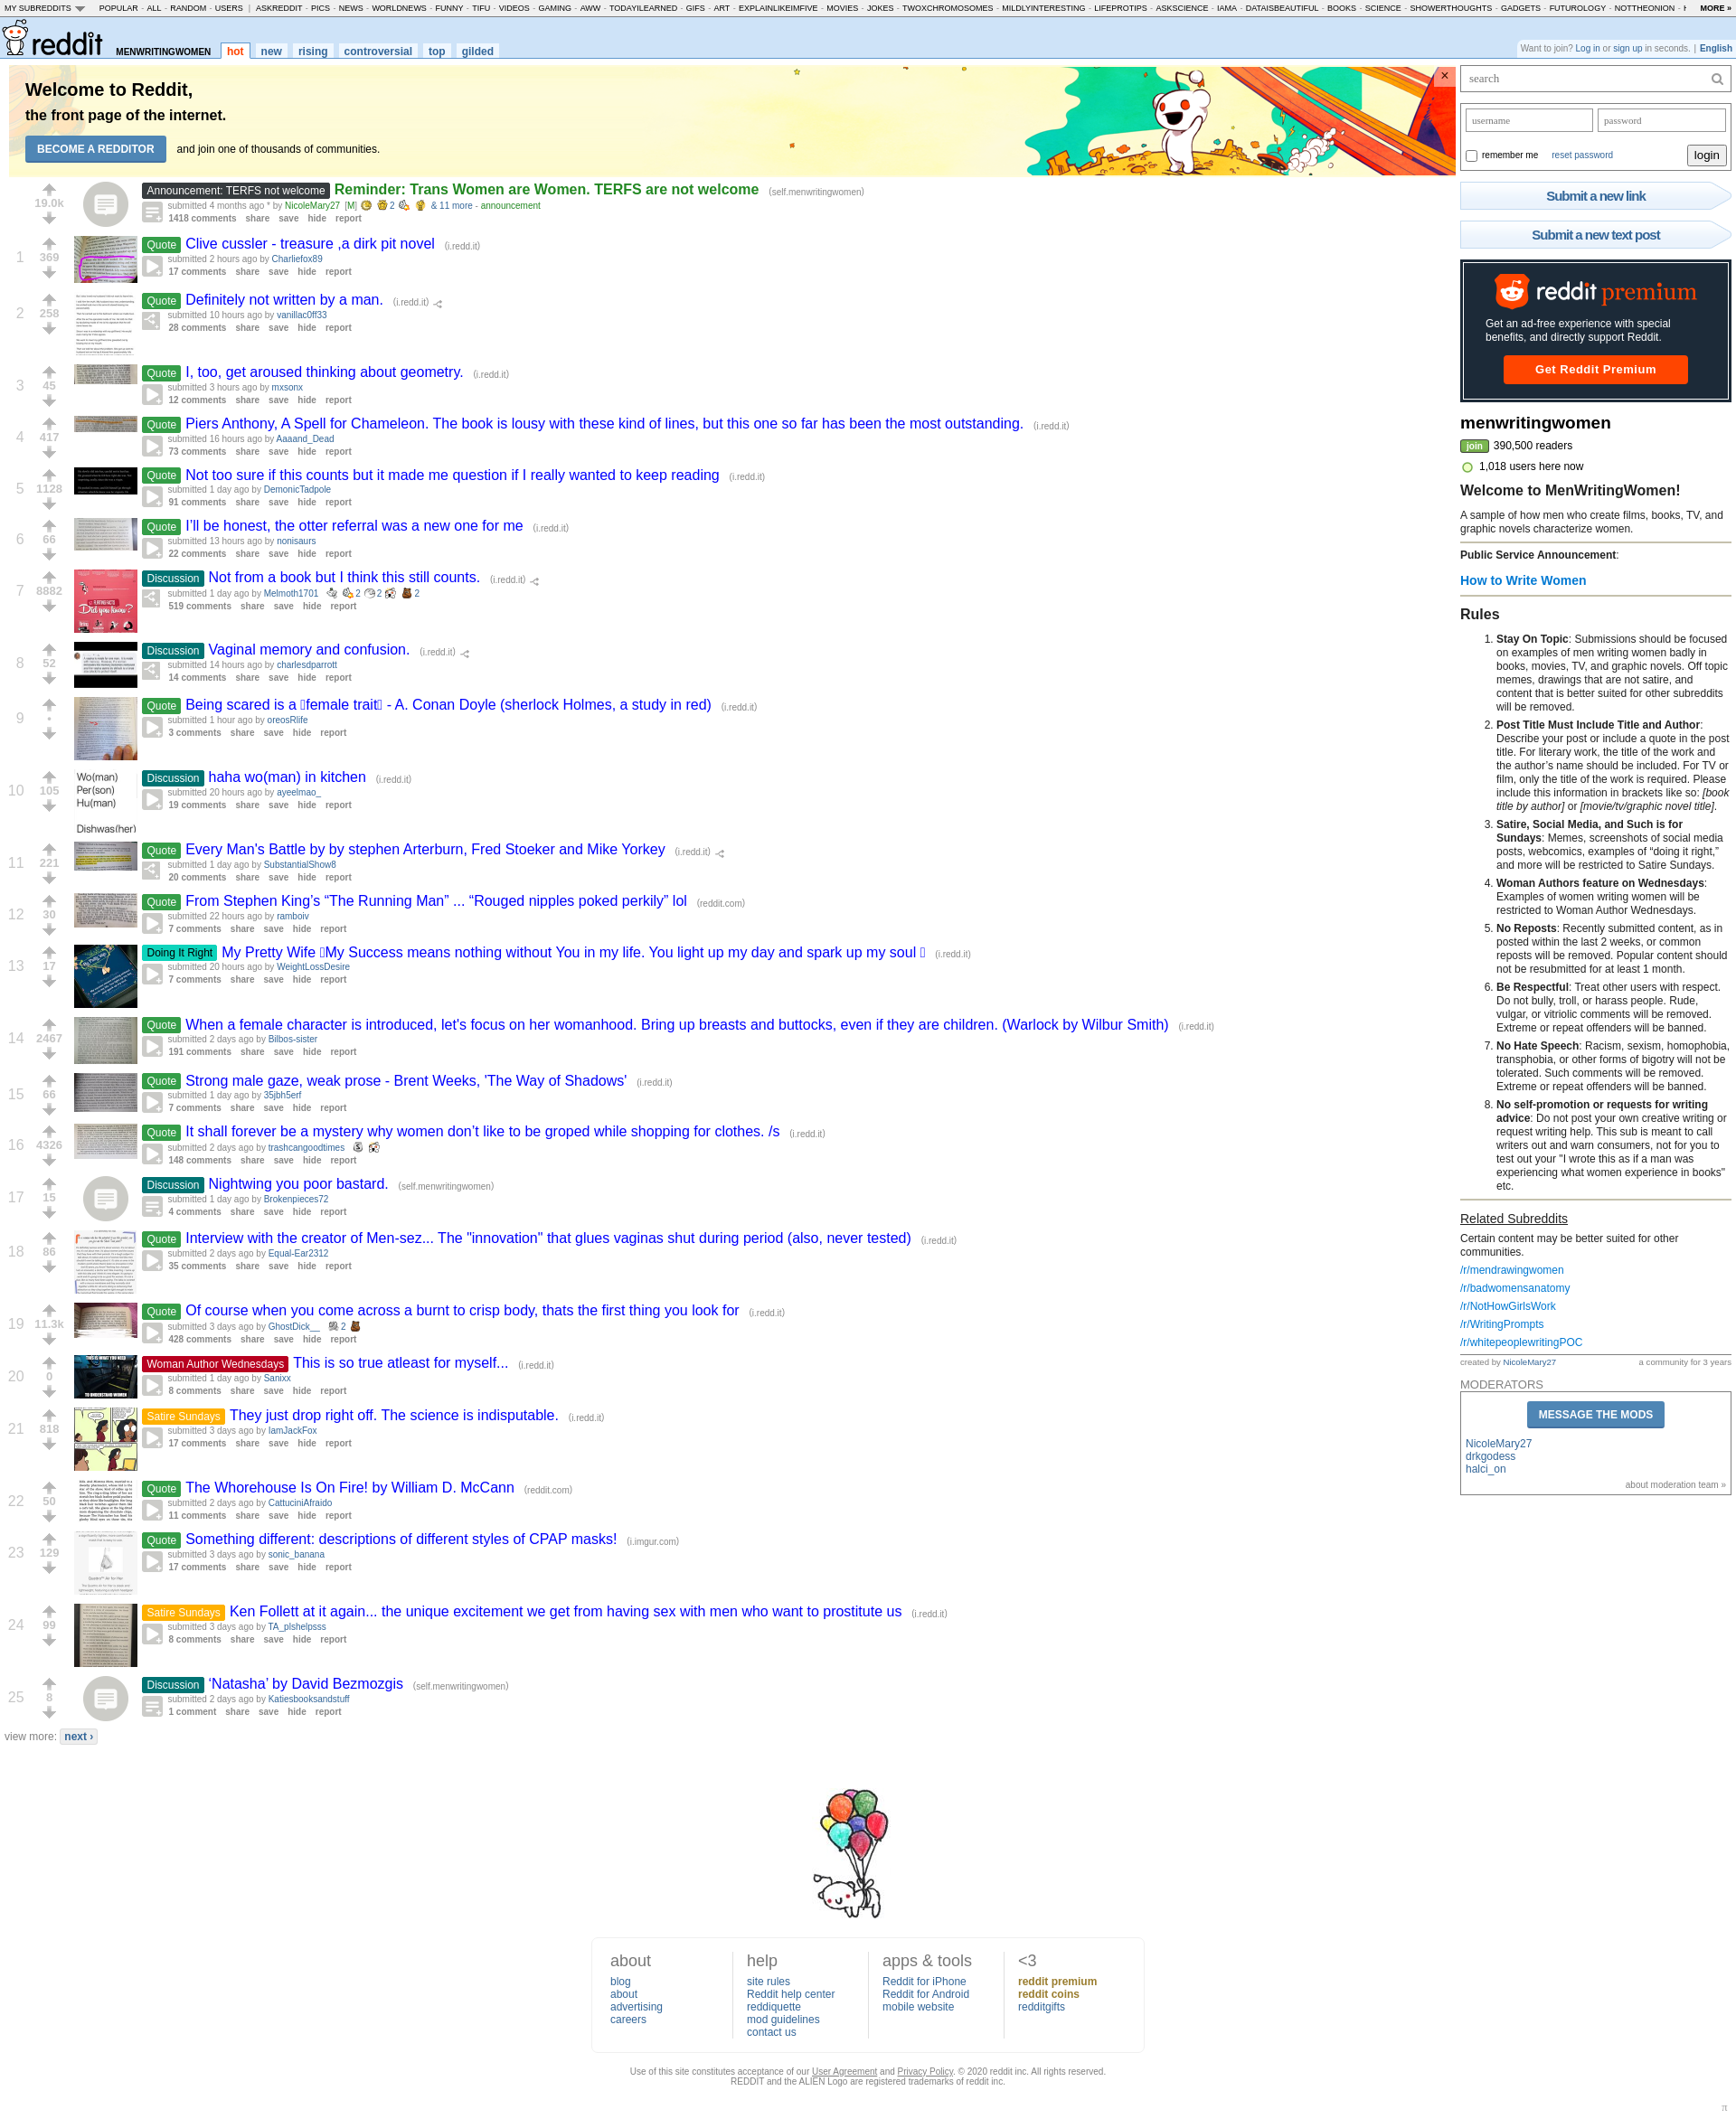 MY SUBREDDITS POPULAR - ALL - RANDOM - USERS | ASKREDDIT - PICS - NEWS - WORLDNEWS - FUNNY - TIFU - VIDEOS - GAMING - AWW - TODAYILEARNED - GIFS - ART - EXPLAINLIKEIMFIVE - MOVIES - JOKES - TWOXCHROMOSOMES - MILDLYINTERESTING - LIFEPROTIPS - ASKSCIENCE - IAMA - DATAISBEAUTIFUL - BOOKS - SCIENCE - SHOWERTHOUGHTS - GADGETS - FUTUROLOGY - NOTTHEONION - MORE »
reddit MENWRITINGWOMEN hot new rising controversial top gilded
Want to join? Log in or sign up in seconds. | English
Welcome to Reddit,
the front page of the internet.
BECOME A REDDITOR and join one of thousands of communities.
×
Announcement: TERFS not welcome Reminder: Trans Women are Women. TERFS are not welcome (self.menwritingwomen)
19.0k
submitted 4 months ago * by NicoleMary27 [M] 2 & 11 more - announcement
1418 comments share save hide report
Quote Clive cussler - treasure ,a dirk pit novel (i.redd.it)
1 369
submitted 2 hours ago by Charliefox89
17 comments share save hide report
Quote Definitely not written by a man. (i.redd.it)
2 258
submitted 10 hours ago by vanillac0ff33
28 comments share save hide report
Quote I, too, get aroused thinking about geometry. (i.redd.it)
3 45
submitted 3 hours ago by mxsonx
12 comments share save hide report
Quote Piers Anthony, A Spell for Chameleon. The book is lousy with these kind of lines, but this one so far has been the most outstanding. (i.redd.it)
4 417
submitted 16 hours ago by Aaaand_Dead
73 comments share save hide report
Quote Not too sure if this counts but it made me question if I really wanted to keep reading (i.redd.it)
5 1128
submitted 1 day ago by DemonicTadpole
91 comments share save hide report
Quote I’ll be honest, the otter referral was a new one for me (i.redd.it)
6 66
submitted 13 hours ago by nonisaurs
22 comments share save hide report
Discussion Not from a book but I think this still counts. (i.redd.it)
7 8882
submitted 1 day ago by Melmoth1701 2 2 2
519 comments share save hide report
Did you know?
Discussion Vaginal memory and confusion. (i.redd.it)
8 52
submitted 14 hours ago by charlesdparrott
14 comments share save hide report
Quote Being scared is a female trait - A. Conan Doyle (sherlock Holmes, a study in red) (i.redd.it)
9 •
submitted 1 hour ago by oreosRlife
3 comments share save hide report
Discussion haha wo(man) in kitchen (i.redd.it)
10 105
submitted 20 hours ago by ayeelmao_
19 comments share save hide report
Wo(man)
Per(son)
Hu(man)
Dishwas(her)
Quote Every Man's Battle by by stephen Arterburn, Fred Stoeker and Mike Yorkey (i.redd.it)
11 221
submitted 1 day ago by SubstantialShow8
20 comments share save hide report
Quote From Stephen King’s “The Running Man” ... “Rouged nipples poked perkily” lol (reddit.com)
12 30
submitted 22 hours ago by ramboiv
7 comments share save hide report
Doing It Right My Pretty Wife My Success means nothing without You in my life. You light up my day and spark up my soul (i.redd.it)
13 17
submitted 20 hours ago by WeightLossDesire
7 comments share save hide report
Quote When a female character is introduced, let's focus on her womanhood. Bring up breasts and buttocks, even if they are children. (Warlock by Wilbur Smith) (i.redd.it)
14 2467
submitted 2 days ago by Bilbos-sister
191 comments share save hide report
Quote Strong male gaze, weak prose - Brent Weeks, 'The Way of Shadows' (i.redd.it)
15 66
submitted 1 day ago by 35jbh5erf
7 comments share save hide report
Quote It shall forever be a mystery why women don’t like to be groped while shopping for clothes. /s (i.redd.it)
16 4326
submitted 2 days ago by trashcangoodtimes
148 comments share save hide report
Discussion Nightwing you poor bastard. (self.menwritingwomen)
17 15
submitted 1 day ago by Brokenpieces72
4 comments share save hide report
Quote Interview with the creator of Men-sez... The "innovation" that glues vaginas shut during period (also, never tested) (i.redd.it)
18 86
submitted 2 days ago by Equal-Ear2312
35 comments share save hide report
Quote Of course when you come across a burnt to crisp body, thats the first thing you look for (i.redd.it)
19 11.3k
submitted 3 days ago by GhostDick__ 2
428 comments share save hide report
Woman Author Wednesdays This is so true atleast for myself... (i.redd.it)
20 0
submitted 1 day ago by Sanixx
8 comments share save hide report
THIS IS WHAT YOU NEED
TO UNDERSTAND WOMEN
Satire Sundays They just drop right off. The science is indisputable. (i.redd.it)
21 818
submitted 3 days ago by IamJackFox
17 comments share save hide report
Quote The Whorehouse Is On Fire! by William D. McCann (reddit.com)
22 50
submitted 2 days ago by CattuciniAfraido
11 comments share save hide report
Quote Something different: descriptions of different styles of CPAP masks! (i.imgur.com)
23 129
submitted 3 days ago by sonic_banana
17 comments share save hide report
Satire Sundays Ken Follett at it again... the unique excitement we get from having sex with men who want to prostitute us (i.redd.it)
24 99
submitted 3 days ago by TA_plshelpsss
8 comments share save hide report
Discussion ‘Natasha’ by David Bezmozgis (self.menwritingwomen)
25 8
submitted 2 days ago by Katiesbooksandstuff
1 comment share save hide report
view more: next ›
search
username password
remember me reset password login
Submit a new link
Submit a new text post
reddit premium
Get an ad-free experience with special
benefits, and directly support Reddit.
Get Reddit Premium
menwritingwomen
join 390,500 readers
1,018 users here now
Welcome to MenWritingWomen!
A sample of how men who create films, books, TV, and
graphic novels characterize women.
Public Service Announcement:
How to Write Women
Rules
1. Stay On Topic: Submissions should be focused
on examples of men writing women badly in
books, movies, TV, and graphic novels. Off topic
memes, drawings that are not satire, and
content that is better suited for other subreddits
will be removed.
2. Post Title Must Include Title and Author:
Describe your post or include a quote in the post
title. For literary work, the title of the work and
the author’s name should be included. For TV or
film, only the title of the work is required. Please
include this information in brackets like so: [book
title by author] or [movie/tv/graphic novel title].
3. Satire, Social Media, and Such is for
Sundays: Memes, screenshots of social media
posts, webcomics, examples of “doing it right,”
and more will be restricted to Satire Sundays.
4. Woman Authors feature on Wednesdays:
Examples of women writing women will be
restricted to Woman Author Wednesdays.
5. No Reposts: Recently submitted content, as in
posted within the last 2 weeks, or common
reposts will be removed. Popular content should
not be resubmitted for at least 1 month.
6. Be Respectful: Treat other users with respect.
Do not bully, troll, or harass people. Rude,
vulgar, or vitriolic comments will be removed.
Extreme or repeat offenders will be banned.
7. No Hate Speech: Racism, sexism, homophobia,
transphobia, or other forms of bigotry will not be
tolerated. Such comments will be removed.
Extreme or repeat offenders will be banned.
8. No self-promotion or requests for writing
advice: Do not post your own creative writing or
request writing help. This sub is meant to call
writers out and warn consumers, not for you to
test out your "I wrote this as if a man was
experiencing what women experience in books"
etc.
Related Subreddits
Certain content may be better suited for other
communities.
/r/mendrawingwomen
/r/badwomensanatomy
/r/NotHowGirlsWork
/r/WritingPrompts
/r/whitepeoplewritingPOC
created by NicoleMary27 a community for 3 years
MODERATORS
MESSAGE THE MODS
NicoleMary27
drkgodess
halci_on
about moderation team »
about
blog
about
advertising
careers
help
site rules
Reddit help center
reddiquette
mod guidelines
contact us
apps & tools
Reddit for iPhone
Reddit for Android
mobile website
<3
reddit premium
reddit coins
redditgifts
Use of this site constitutes acceptance of our User Agreement and Privacy Policy. © 2020 reddit inc. All rights reserved.
REDDIT and the ALIEN Logo are registered trademarks of reddit inc.
π